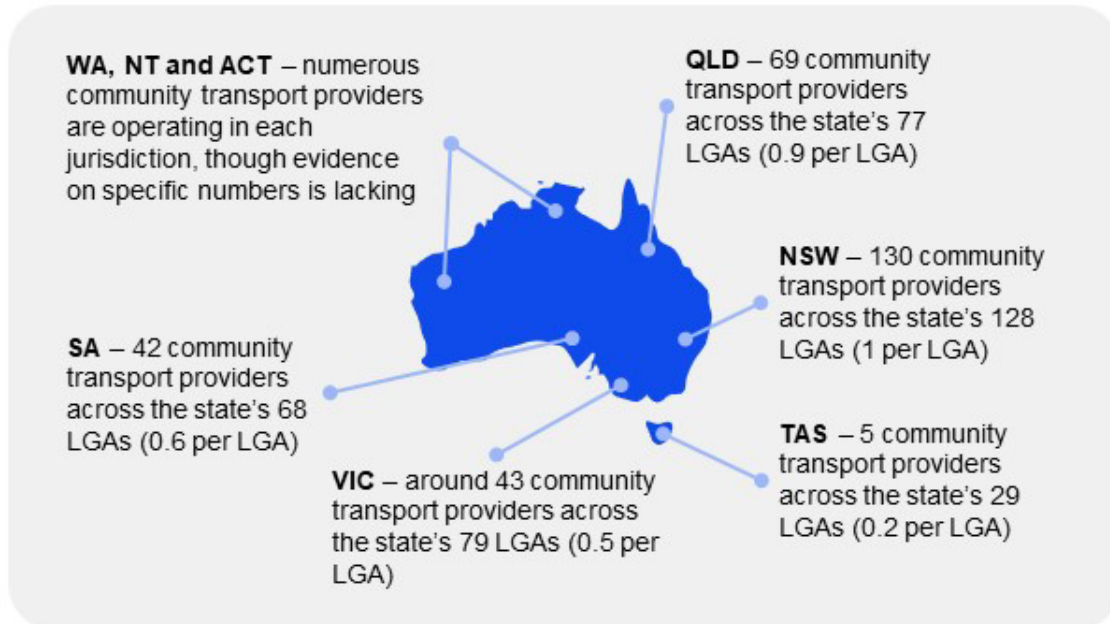 WA, NT and ACT – numerous
community transport providers
are operating in each
jurisdiction, though evidence
on specific numbers is lacking
QLD – 69 community
transport providers
across the state’s 77
LGAs (0.9 per LGA)
NSW – 130 community
transport providers
across the state’s 128
LGAs (1 per LGA)
SA – 42 community
transport providers
across the state’s 68
LGAs (0.6 per LGA)
TAS – 5 community
transport providers
across the state’s 29
LGAs (0.2 per LGA)
VIC – around 43 community
transport providers across
the state’s 79 LGAs (0.5 per
LGA)